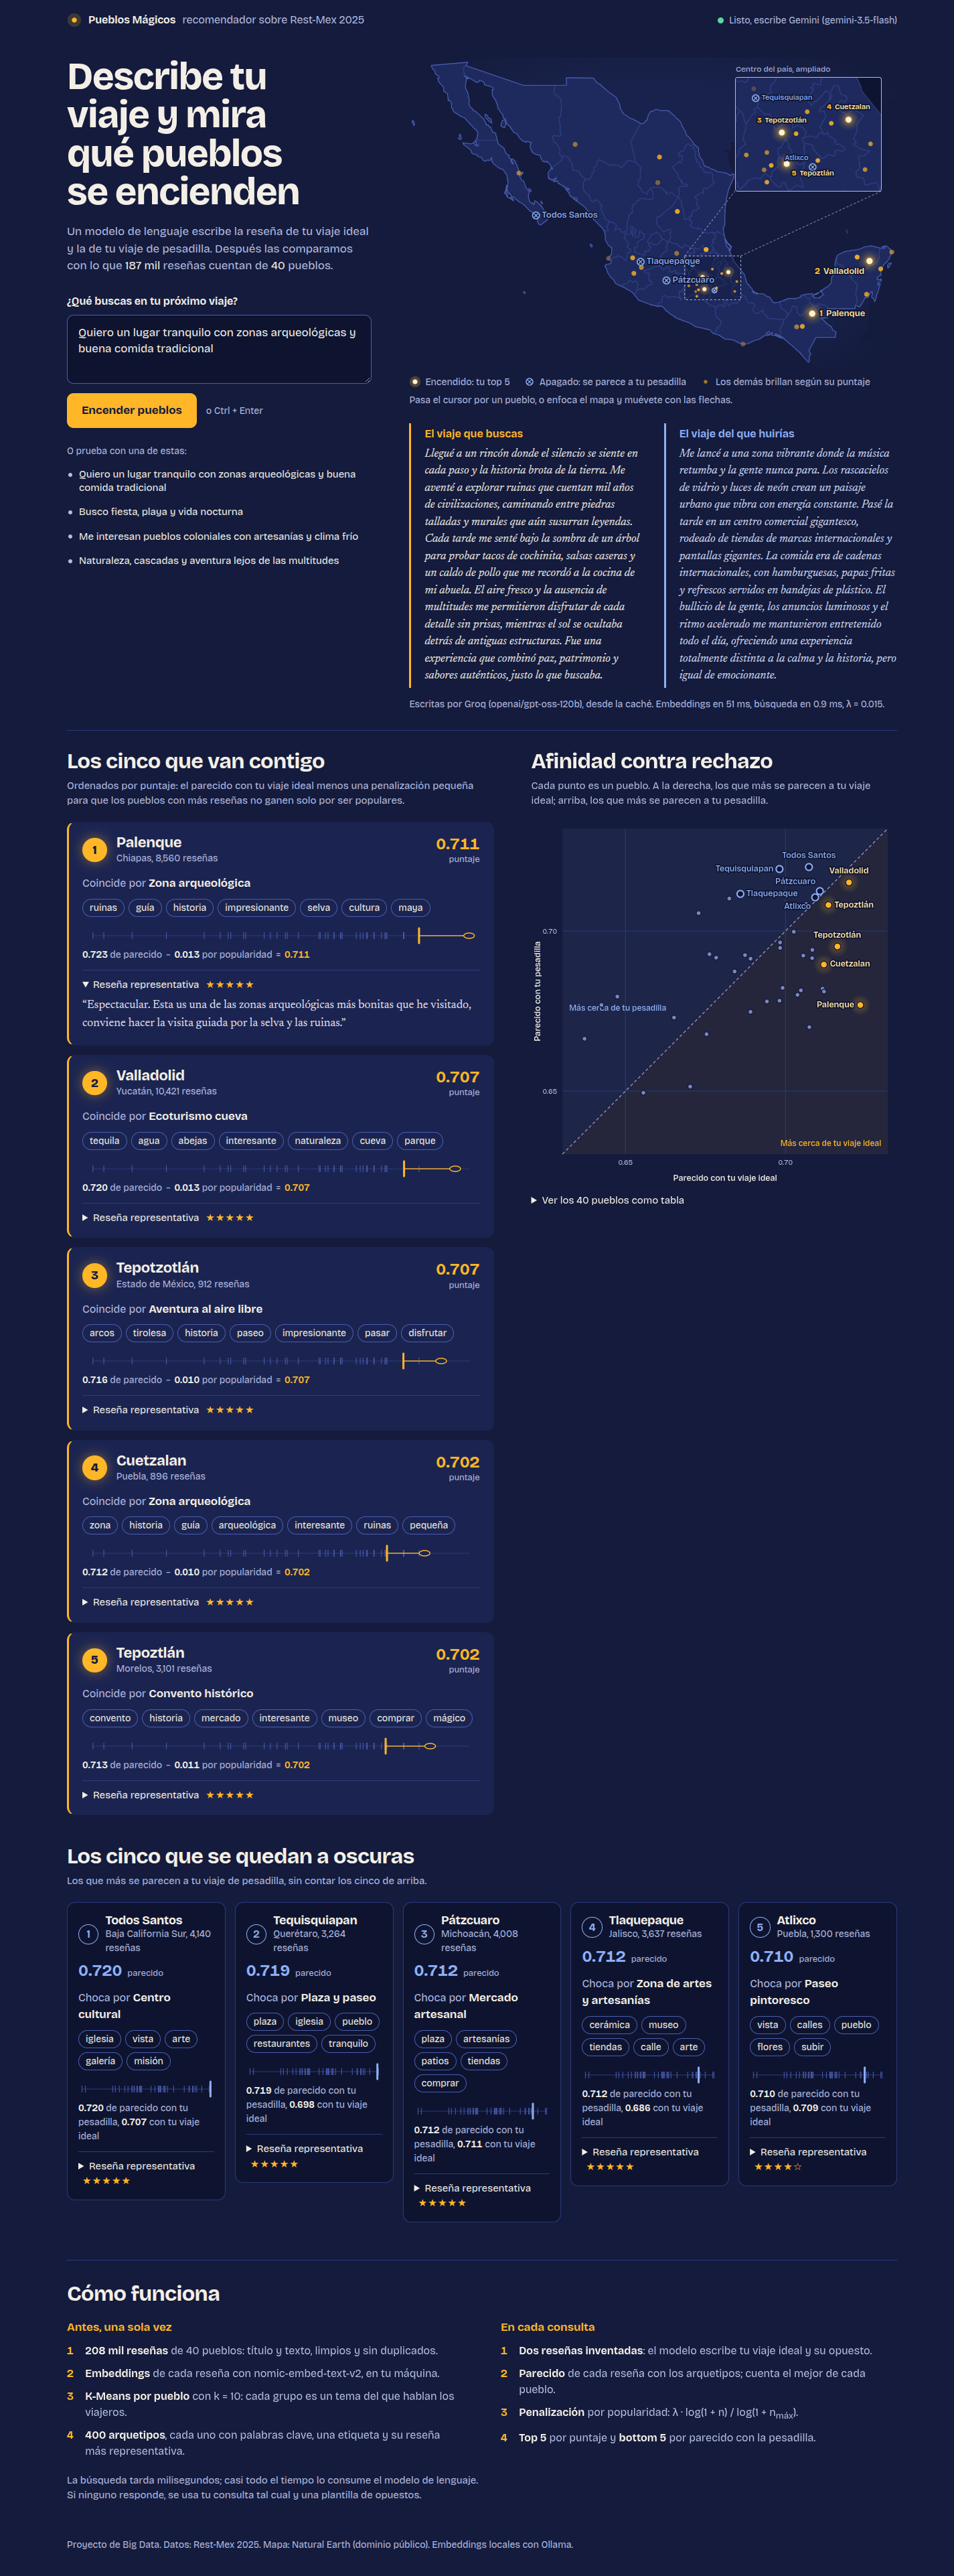 Pueblos Mágicos recomendador sobre Rest-Mex 2025
Listo, escribe Gemini (gemini-3.5-flash)
Describe tu
viaje y mira
qué pueblos
se encienden
Un modelo de lenguaje escribe la reseña de tu viaje ideal
y la de tu viaje de pesadilla. Después las comparamos
con lo que 187 mil reseñas cuentan de 40 pueblos.
¿Qué buscas en tu próximo viaje?
Quiero un lugar tranquilo con zonas arqueológicas y
buena comida tradicional
Encender pueblos
o Ctrl + Enter
O prueba con una de estas:
Quiero un lugar tranquilo con zonas arqueológicas y buena
comida tradicional
Busco fiesta, playa y vida nocturna
Me interesan pueblos coloniales con artesanías y clima frío
Naturaleza, cascadas y aventura lejos de las multitudes
Centro del país, ampliado
Tequisquiapan
4 Cuetzalan
3 Tepotzotlán
Atlixco
5 Tepoztlán
Todos Santos
Tlaquepaque
Pátzcuaro
2 Valladolid
1 Palenque
Encendido: tu top 5
Apagado: se parece a tu pesadilla
Los demás brillan según su puntaje
Pasa el cursor por un pueblo, o enfoca el mapa y muévete con las flechas.
El viaje que buscas
Llegué a un rincón donde el silencio se siente en
cada paso y la historia brota de la tierra. Me
aventé a explorar ruinas que cuentan mil años
de civilizaciones, caminando entre piedras
talladas y murales que aún susurran leyendas.
Cada tarde me senté bajo la sombra de un árbol
para probar tacos de cochinita, salsas caseras y
un caldo de pollo que me recordó a la cocina de
mi abuela. El aire fresco y la ausencia de
multitudes me permitieron disfrutar de cada
detalle sin prisas, mientras el sol se ocultaba
detrás de antiguas estructuras. Fue una
experiencia que combinó paz, patrimonio y
sabores auténticos, justo lo que buscaba.
El viaje del que huirías
Me lancé a una zona vibrante donde la música
retumba y la gente nunca para. Los rascacielos
de vidrio y luces de neón crean un paisaje
urbano que vibra con energía constante. Pasé la
tarde en un centro comercial gigantesco,
rodeado de tiendas de marcas internacionales y
pantallas gigantes. La comida era de cadenas
internacionales, con hamburguesas, papas fritas
y refrescos servidos en bandejas de plástico. El
bullicio de la gente, los anuncios luminosos y el
ritmo acelerado me mantuvieron entretenido
todo el día, ofreciendo una experiencia
totalmente distinta a la calma y la historia, pero
igual de emocionante.
Escritas por Groq (openai/gpt-oss-120b), desde la caché. Embeddings en 51 ms, búsqueda en 0.9 ms, λ = 0.015.
Los cinco que van contigo
Ordenados por puntaje: el parecido con tu viaje ideal menos una penalización pequeña
para que los pueblos con más reseñas no ganen solo por ser populares.
1
Palenque
Chiapas, 8,560 reseñas
0.711
puntaje
Coincide por Zona arqueológica
ruinas guía historia impresionante selva cultura maya
0.723 de parecido − 0.013 por popularidad = 0.711
▼ Reseña representativa ★★★★★
“Espectacular. Esta us una de las zonas arqueológicas más bonitas que he visitado,
conviene hacer la visita guiada por la selva y las ruinas.”
2
Valladolid
Yucatán, 10,421 reseñas
0.707
puntaje
Coincide por Ecoturismo cueva
tequila agua abejas interesante naturaleza cueva parque
0.720 de parecido − 0.013 por popularidad = 0.707
▶ Reseña representativa ★★★★★
3
Tepotzotlán
Estado de México, 912 reseñas
0.707
puntaje
Coincide por Aventura al aire libre
arcos tirolesa historia paseo impresionante pasar disfrutar
0.716 de parecido − 0.010 por popularidad = 0.707
▶ Reseña representativa ★★★★★
4
Cuetzalan
Puebla, 896 reseñas
0.702
puntaje
Coincide por Zona arqueológica
zona historia guía arqueológica interesante ruinas pequeña
0.712 de parecido − 0.010 por popularidad = 0.702
▶ Reseña representativa ★★★★★
5
Tepoztlán
Morelos, 3,101 reseñas
0.702
puntaje
Coincide por Convento histórico
convento historia mercado interesante museo comprar mágico
0.713 de parecido − 0.011 por popularidad = 0.702
▶ Reseña representativa ★★★★★
Afinidad contra rechazo
Cada punto es un pueblo. A la derecha, los que más se parecen a tu viaje
ideal; arriba, los que más se parecen a tu pesadilla.
Todos Santos
Tequisquiapan
Valladolid
Pátzcuaro
Tlaquepaque
Atlixco
Tepoztlán
0.70
Tepotzotlán
Cuetzalan
Más cerca de tu pesadilla
Palenque
Parecido con tu pesadilla
0.65
Más cerca de tu viaje ideal
0.65
0.70
Parecido con tu viaje ideal
▶ Ver los 40 pueblos como tabla
Los cinco que se quedan a oscuras
Los que más se parecen a tu viaje de pesadilla, sin contar los cinco de arriba.
1
Todos Santos
Baja California Sur, 4,140
reseñas
0.720 parecido
Choca por Centro
cultural
iglesia vista arte
galería misión
0.720 de parecido con tu
pesadilla, 0.707 con tu viaje
ideal
▶ Reseña representativa
★★★★★
2
Tequisquiapan
Querétaro, 3,264
reseñas
0.719 parecido
Choca por Plaza y paseo
plaza iglesia pueblo
restaurantes tranquilo
0.719 de parecido con tu
pesadilla, 0.698 con tu viaje
ideal
▶ Reseña representativa
★★★★★
3
Pátzcuaro
Michoacán, 4,008
reseñas
0.712 parecido
Choca por Mercado
artesanal
plaza artesanías
patios tiendas
comprar
0.712 de parecido con tu
pesadilla, 0.711 con tu viaje
ideal
▶ Reseña representativa
★★★★★
4
Tlaquepaque
Jalisco, 3,637 reseñas
0.712 parecido
Choca por Zona de artes
y artesanías
cerámica museo
tiendas calle arte
0.712 de parecido con tu
pesadilla, 0.686 con tu viaje
ideal
▶ Reseña representativa
★★★★★
5
Atlixco
Puebla, 1,300 reseñas
0.710 parecido
Choca por Paseo
pintoresco
vista calles pueblo
flores subir
0.710 de parecido con tu
pesadilla, 0.709 con tu viaje
ideal
▶ Reseña representativa
★★★★☆
Cómo funciona
Antes, una sola vez
1 208 mil reseñas de 40 pueblos: título y texto, limpios y sin duplicados.
2 Embeddings de cada reseña con nomic-embed-text-v2, en tu máquina.
3 K-Means por pueblo con k = 10: cada grupo es un tema del que hablan los
viajeros.
4 400 arquetipos, cada uno con palabras clave, una etiqueta y su reseña
más representativa.
En cada consulta
1 Dos reseñas inventadas: el modelo escribe tu viaje ideal y su opuesto.
2 Parecido de cada reseña con los arquetipos; cuenta el mejor de cada
pueblo.
3 Penalización por popularidad: λ · log(1 + n) / log(1 + nmáx).
4 Top 5 por puntaje y bottom 5 por parecido con la pesadilla.
La búsqueda tarda milisegundos; casi todo el tiempo lo consume el modelo de lenguaje.
Si ninguno responde, se usa tu consulta tal cual y una plantilla de opuestos.
Proyecto de Big Data. Datos: Rest-Mex 2025. Mapa: Natural Earth (dominio público). Embeddings locales con Ollama.